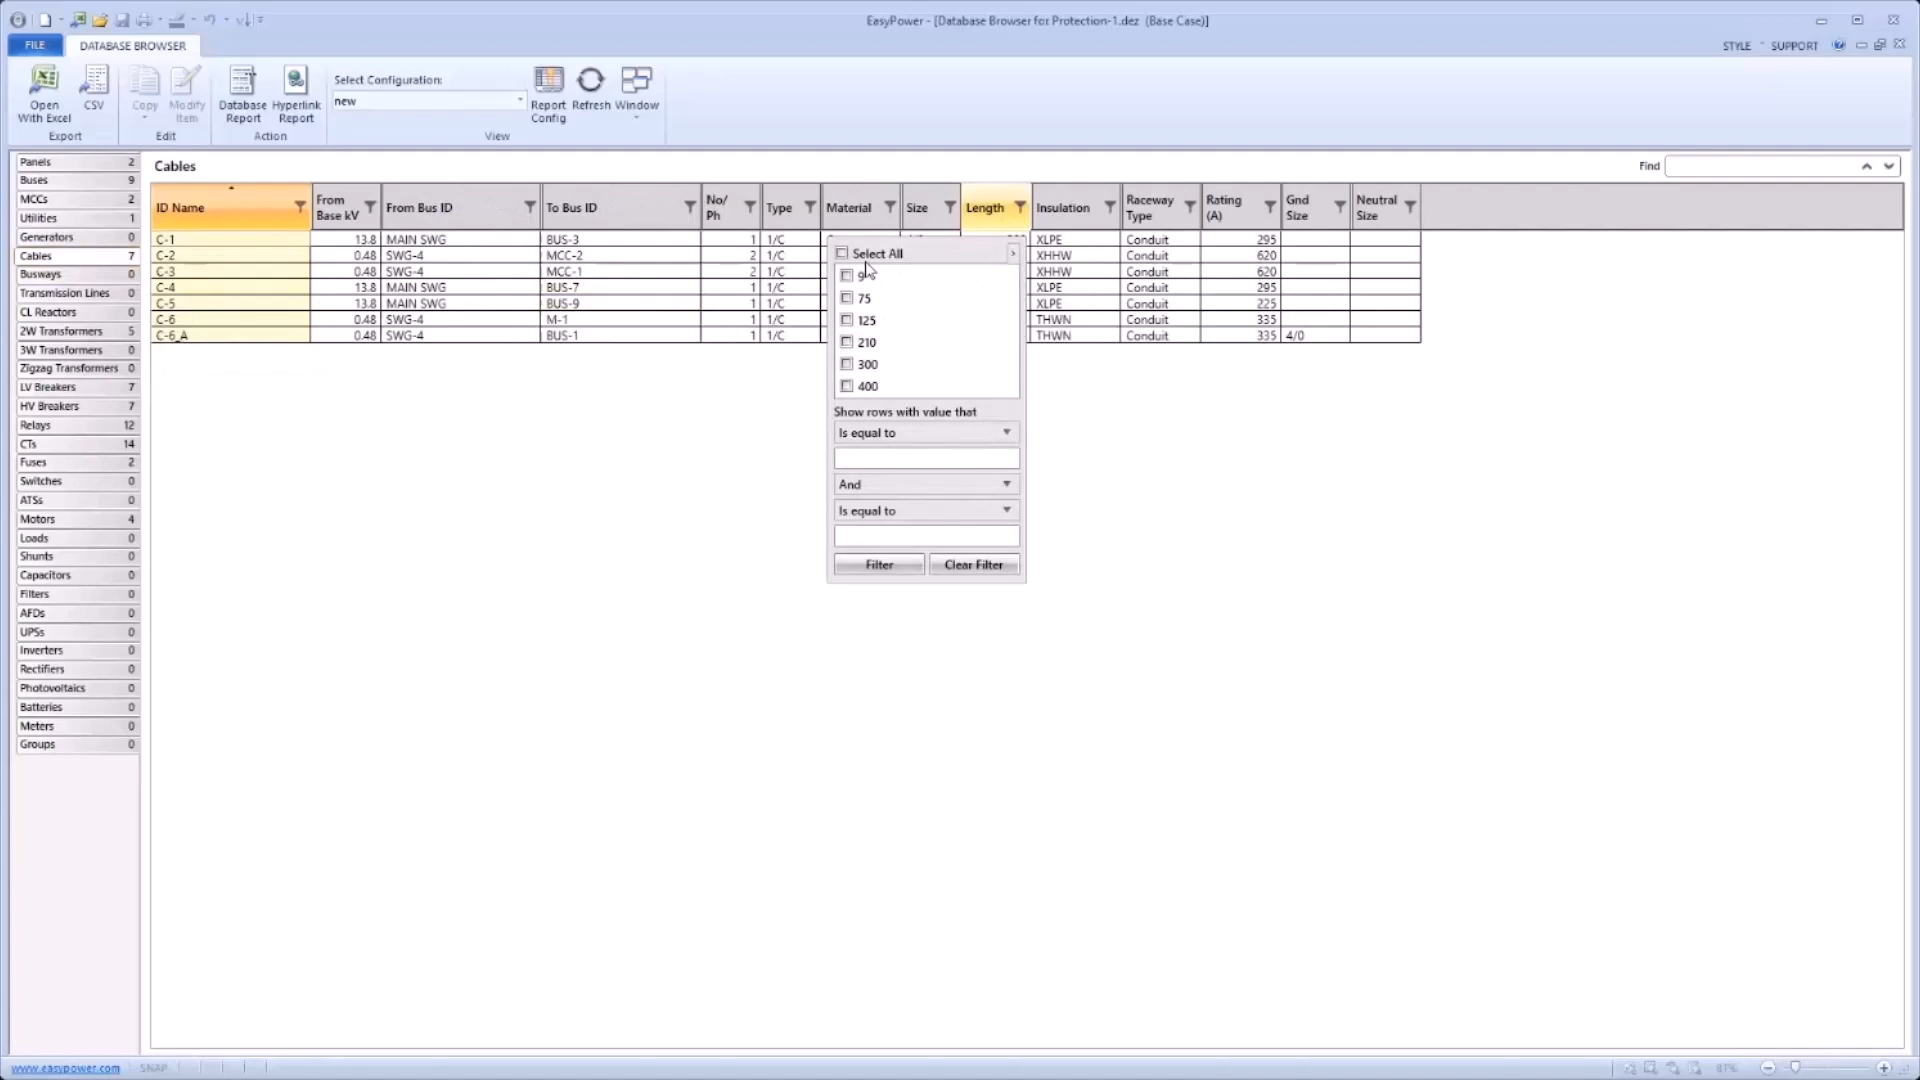 EasyPower - [Database Browser for Protection-1.dez (Base Case)]
FILE
DATABASE BROWSER
STYLE
SUPPORT
Open With Excel
CSV
Copy
Modify Item
Database Report
Hyperlink Report
Select Configuration:
new
Report Config
Refresh
Window
Export
Edit
Action
View
Panels 2
Buses 9
MCCs 2
Utilities 1
Generators 0
Cables 7
Busways 0
Transmission Lines 0
CL Reactors 0
2W Transformers 5
3W Transformers 0
Zigzag Transformers 0
LV Breakers 7
HV Breakers 7
Relays 12
CTs 14
Fuses 2
Switches 0
ATSs 0
Motors 4
Loads 0
Shunts 0
Capacitors 0
Filters 0
AFDs 0
UPSs 0
Inverters 0
Rectifiers 0
Photovoltaics 0
Batteries 0
Meters 0
Groups 0
Cables
Find
ID Name From Base kV From Bus ID To Bus ID No/ Ph Type Material Size Length Insulation Raceway Type Rating (A) Gnd Size Neutral Size
C-1 13.8 MAIN SWG BUS-3 1 1/C XLPE Conduit 295
C-2 0.48 SWG-4 MCC-2 2 1/C XHHW Conduit 620
C-3 0.48 SWG-4 MCC-1 2 1/C XHHW Conduit 620
C-4 13.8 MAIN SWG BUS-7 1 1/C XLPE Conduit 295
C-5 13.8 MAIN SWG BUS-9 1 1/C XLPE Conduit 225
C-6 0.48 SWG-4 M-1 1 1/C THWN Conduit 335
C-6_A 0.48 SWG-4 BUS-1 1 1/C THWN Conduit 335 4/0
Select All
75
125
210
300
400
Show rows with value that
Is equal to
And
Is equal to
Filter
Clear Filter
www.easypower.com
SNAP
81%